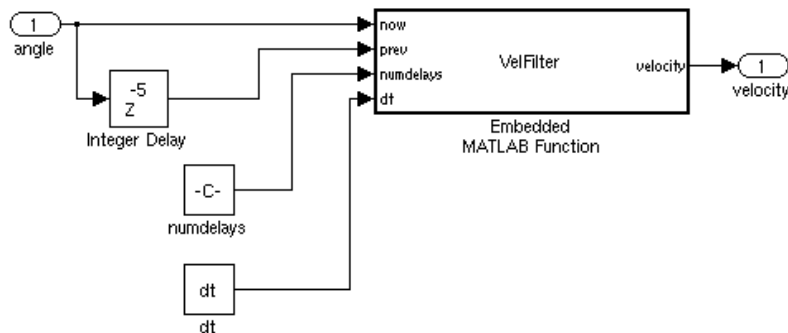 1
angle
now
prev
numdelays
dt
VelFilter
velocity
1
velocity
-5
Z
Integer Delay
Embedded
MATLAB Function
-C-
numdelays
dt
dt